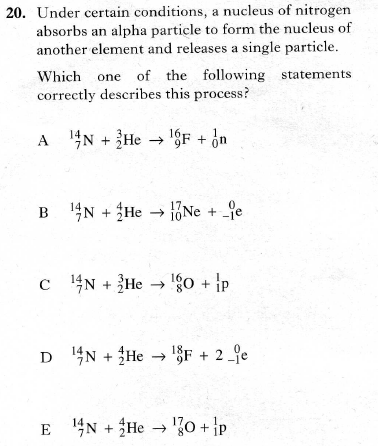 20. Under certain conditions, a nucleus of nitrogen
absorbs an alpha particle to form the nucleus of
another element and releases a single particle.
Which one of the following statements
correctly describes this process?
A ¹⁴₇N + ³₂He → ¹⁶₉F + ¹₀n
B ¹⁴₇N + ⁴₂He → ¹⁷₁₀Ne + ⁰₋₁e
C ¹⁴₇N + ³₂He → ¹⁶₈O + ¹₁p
D ¹⁴₇N + ⁴₂He → ¹⁸₉F + 2 ⁰₋₁e
E ¹⁴₇N + ⁴₂He → ¹⁷₈O + ¹₁p